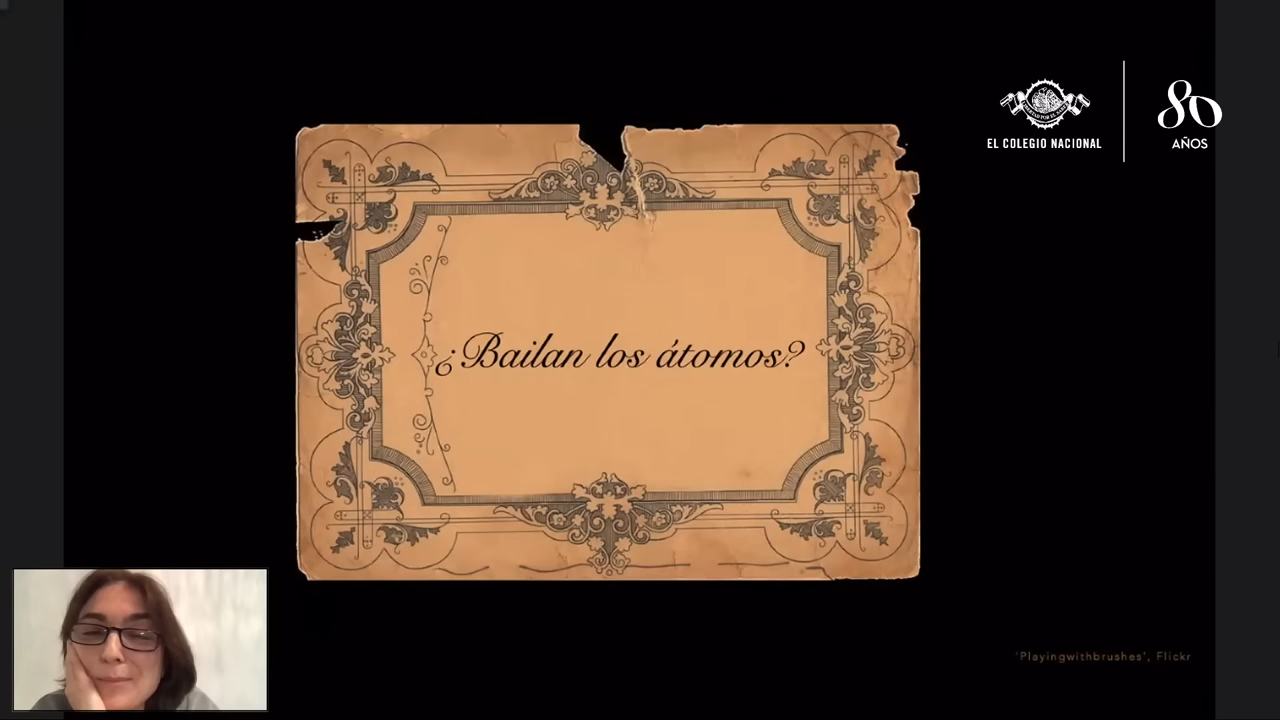 EL COLEGIO NACIONAL
80
AÑOS
¿Bailan los átomos?
'Playingwithbrushes', Flickr